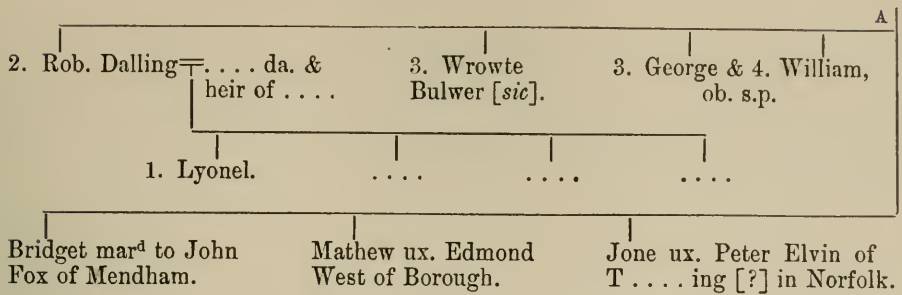 A
2. Rob. Dalling=. . . . da. & heir of . . . .
3. Wrowte Bulwer [sic].
3. George & 4. William, ob. s.p.
1. Lyonel.
. . . .
. . . .
. . . .
Bridget marᵈ to John Fox of Mendham.
Mathew ux. Edmond West of Borough.
Jone ux. Peter Elvin of T . . . . ing [?] in Norfolk.